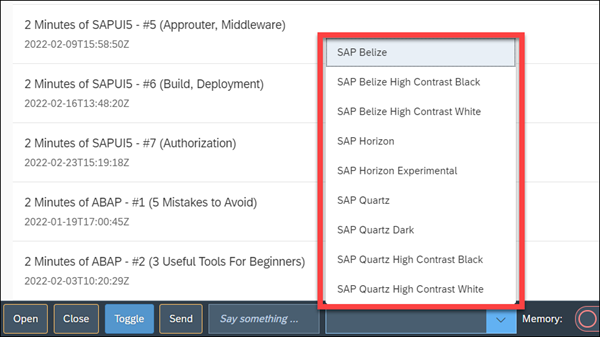 2 Minutes of SAPUI5 - #5 (Approuter, Middleware)
2022-02-09T15:58:50Z
2 Minutes of SAPUI5 - #6 (Build, Deployment)
2022-02-16T13:48:20Z
2 Minutes of SAPUI5 - #7 (Authorization)
2022-02-23T15:19:18Z
2 Minutes of ABAP - #1 (5 Mistakes to Avoid)
2022-01-19T17:00:45Z
2 Minutes of ABAP - #2 (3 Useful Tools For Beginners)
2022-02-03T10:20:29Z
SAP Belize
SAP Belize High Contrast Black
SAP Belize High Contrast White
SAP Horizon
SAP Horizon Experimental
SAP Quartz
SAP Quartz Dark
SAP Quartz High Contrast Black
SAP Quartz High Contrast White
Open Close Toggle Send Say something ... Memory: